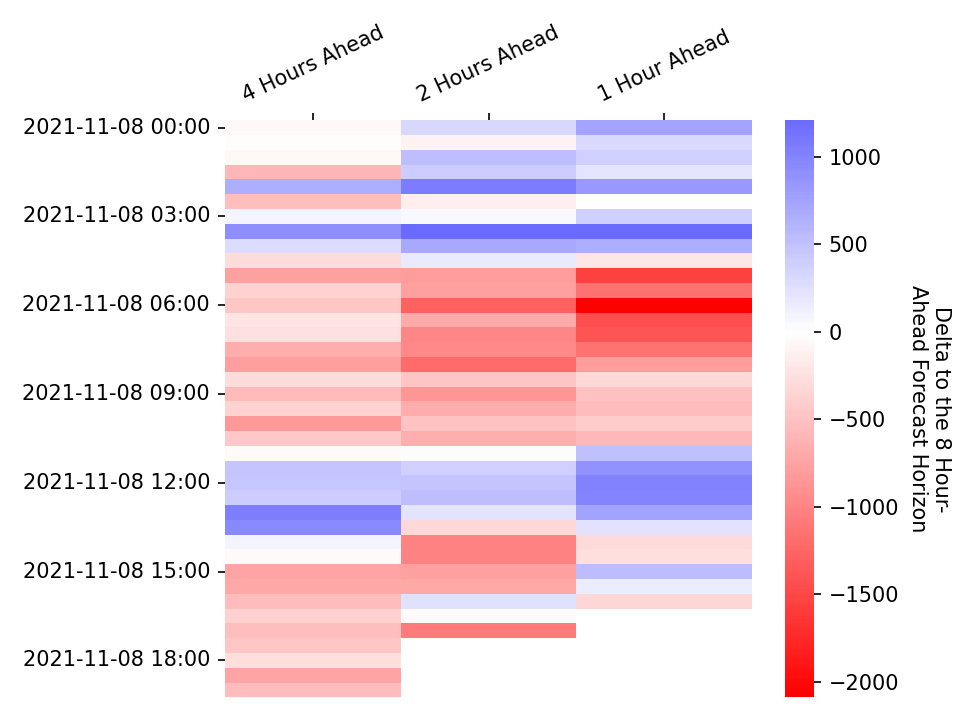 4 Hours Ahead
2 Hours Ahead
1 Hour Ahead
2021-11-08 00:00
2021-11-08 03:00
2021-11-08 06:00
2021-11-08 09:00
2021-11-08 12:00
2021-11-08 15:00
2021-11-08 18:00
1000
500
0
−500
−1000
−1500
−2000
Delta to the 8 Hour-
Ahead Forecast Horizon